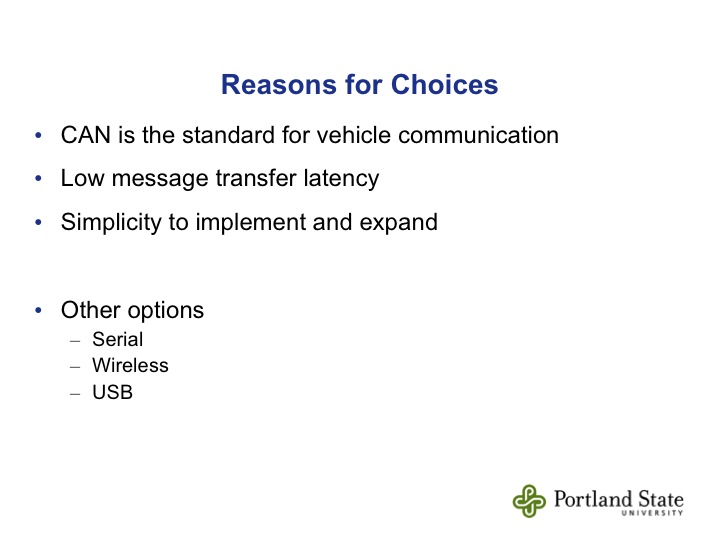 Reasons for Choices
• CAN is the standard for vehicle communication
• Low message transfer latency
• Simplicity to implement and expand
• Other options
– Serial
– Wireless
– USB
Portland State
UNIVERSITY